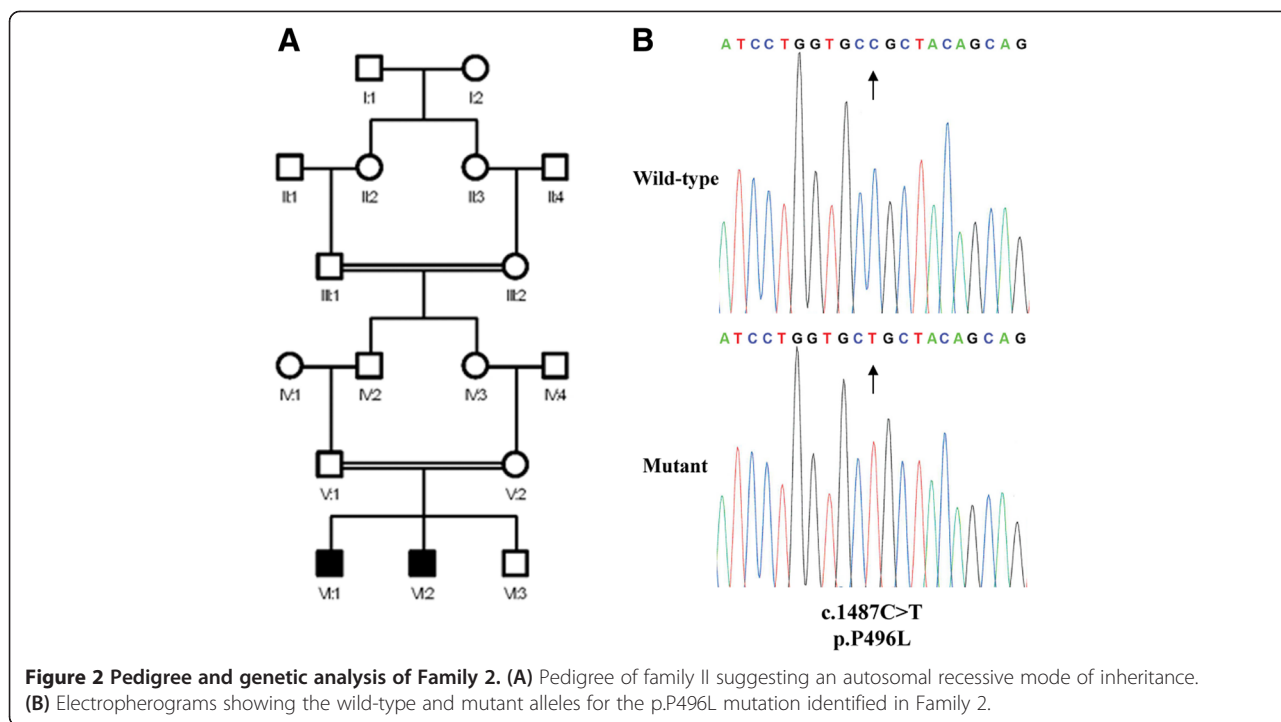 A
B
I:1 I:2
II:1 II:2 II:3 II:4
III:1 III:2
IV:1 IV:2 IV:3 IV:4
V:1 V:2
VI:1 VI:2 VI:3
ATCCTGGTGCCGCTACAGCAG
Wild-type
ATCCTGGTGCTGCTACAGCAG
Mutant
c.1487C>T
p.P496L
Figure 2 Pedigree and genetic analysis of Family 2. (A) Pedigree of family II suggesting an autosomal recessive mode of inheritance.
(B) Electropherograms showing the wild-type and mutant alleles for the p.P496L mutation identified in Family 2.